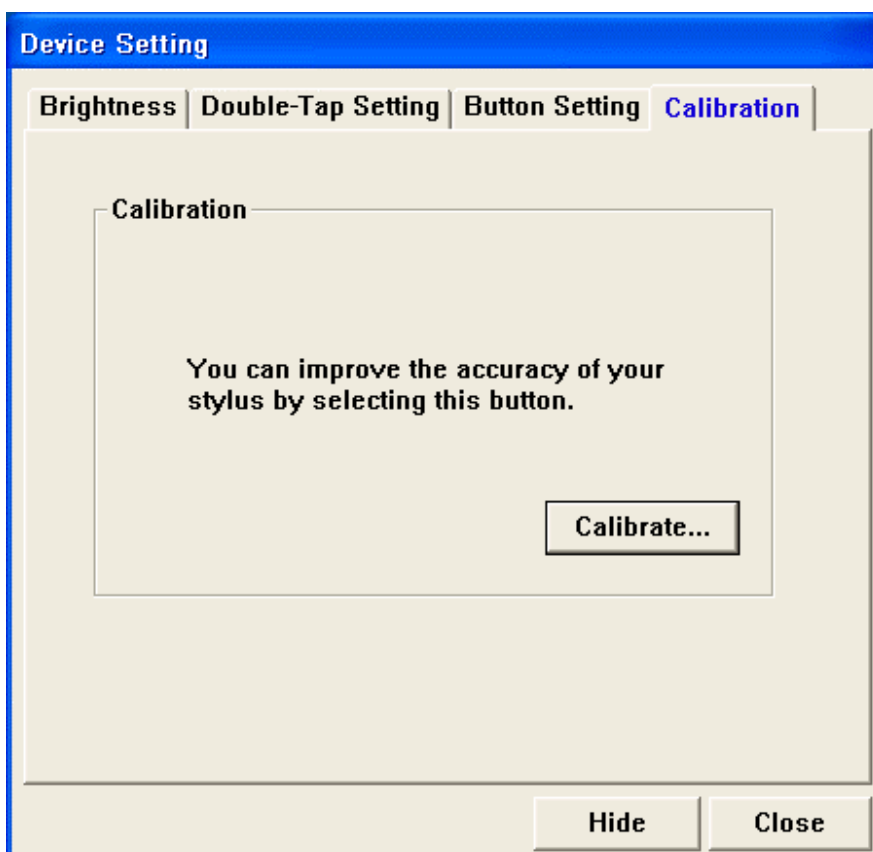 Device Setting
Brightness Double-Tap Setting Button Setting Calibration
Calibration
You can improve the accuracy of your
stylus by selecting this button.
Calibrate...
Hide Close